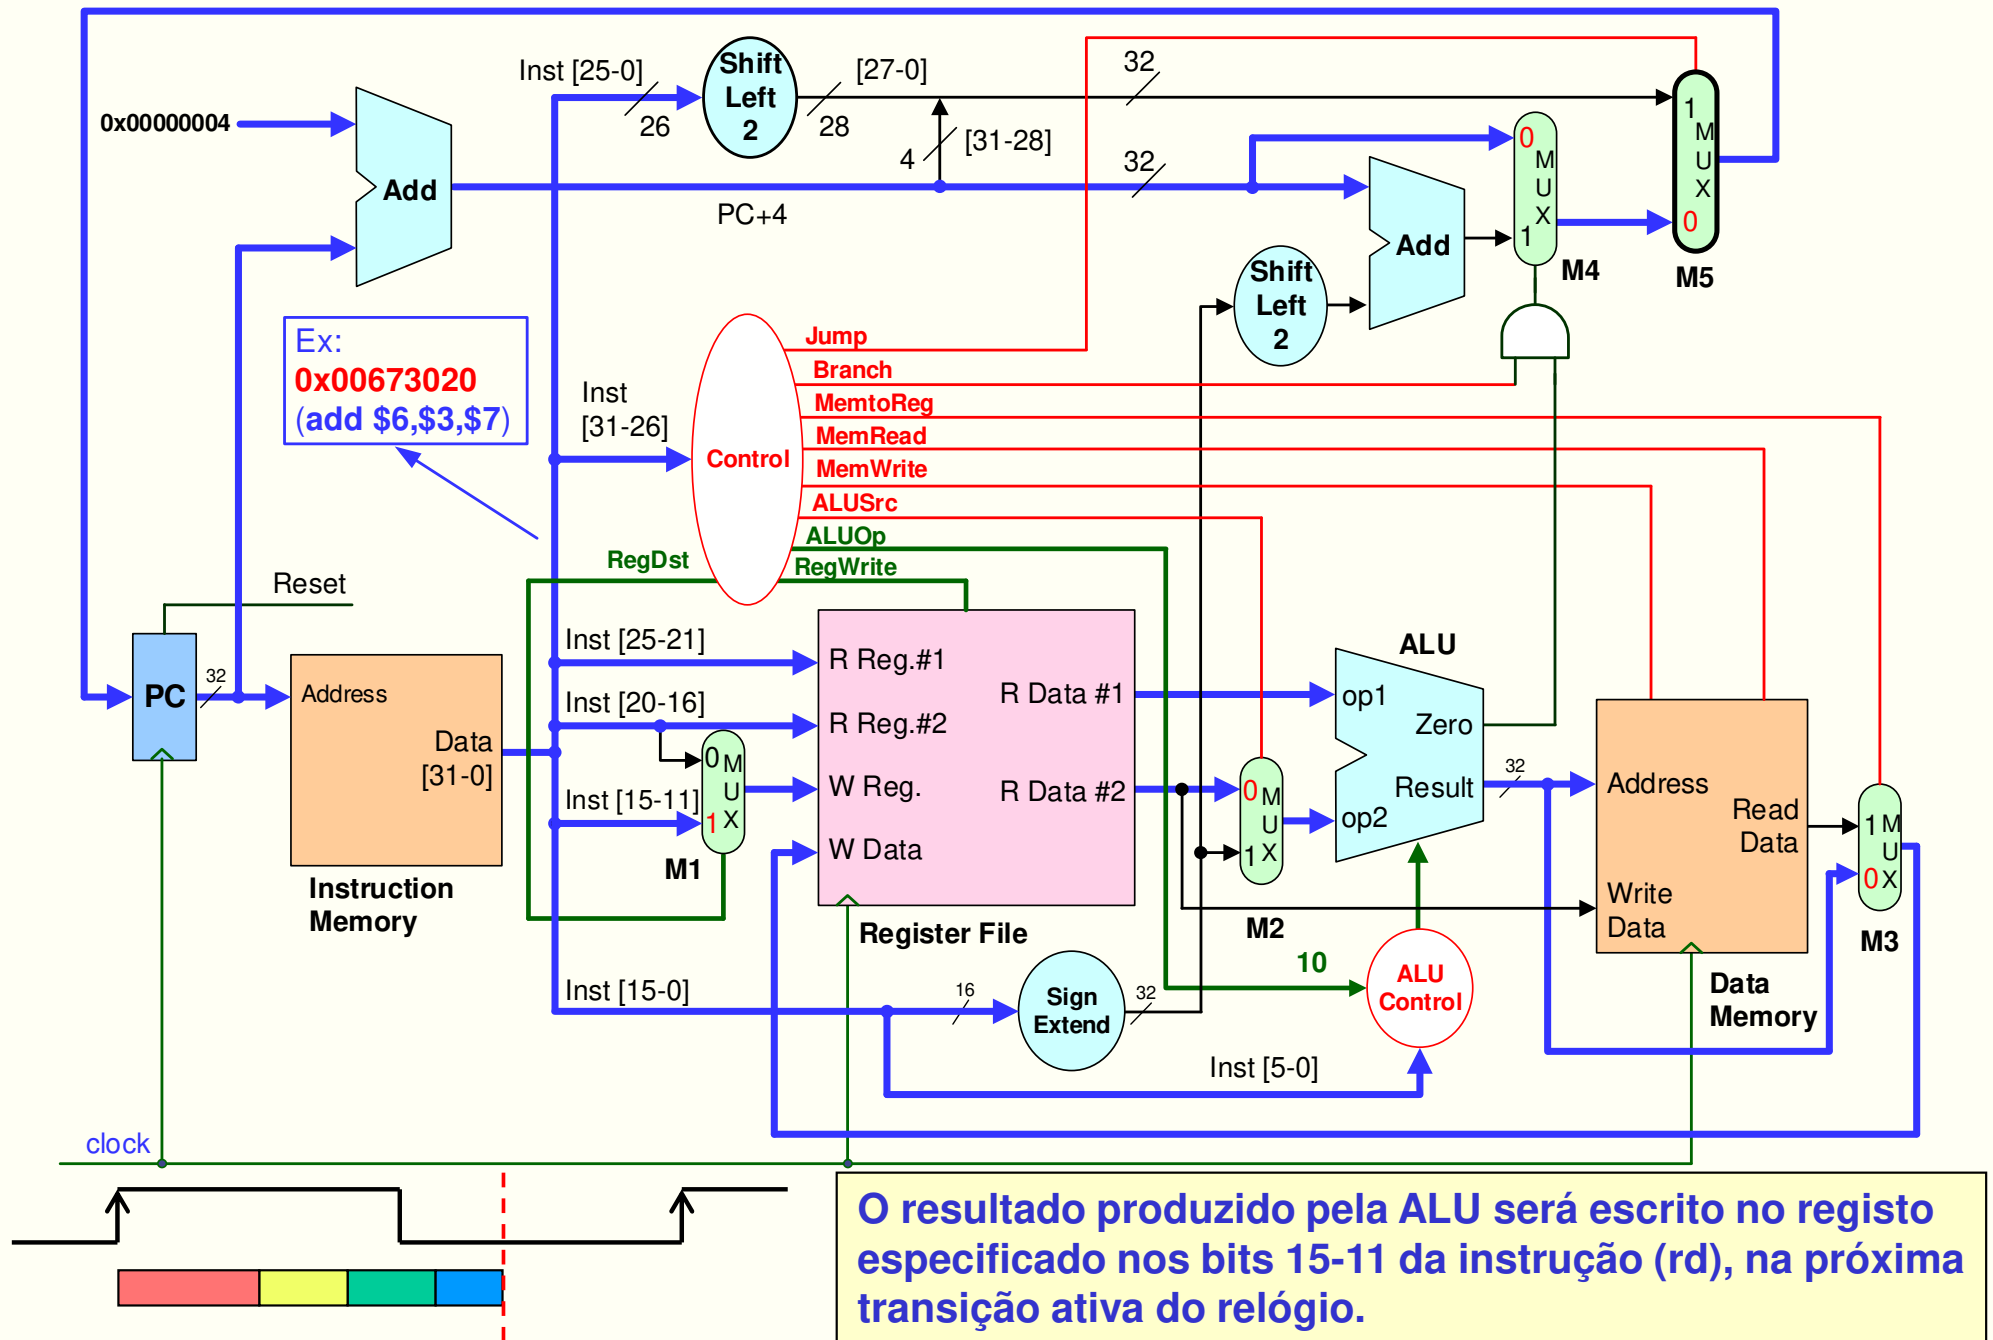 Inst [25-0]
26
Shift
Left
2
28
[27-0]
4
[31-28]
32
32
0x00000004
Add
PC+4
Add
Shift
Left
2
0
M
U
X
1
M4
1
M
U
X
0
M5
Ex:
0x00673020
(add $6,$3,$7)
Inst
[31-26]
Control
Jump
Branch
MemtoReg
MemRead
MemWrite
ALUSrc
ALUOp
RegDst
RegWrite
Reset
PC
32
Address
Data
[31-0]
Instruction
Memory
Inst [25-21]
Inst [20-16]
Inst [15-11]
0
M
U
X
1
M1
R Reg.#1
R Reg.#2
W Reg.
W Data
R Data #1
R Data #2
Register File
0
M
U
X
1
M2
ALU
op1
Zero
Result
op2
32
Address
Read
Data
Write
Data
Data
Memory
1
M
U
X
0
M3
Inst [15-0]
16
Sign
Extend
32
10
ALU
Control
Inst [5-0]
clock
O resultado produzido pela ALU será escrito no registo
especificado nos bits 15-11 da instrução (rd), na próxima
transição ativa do relógio.